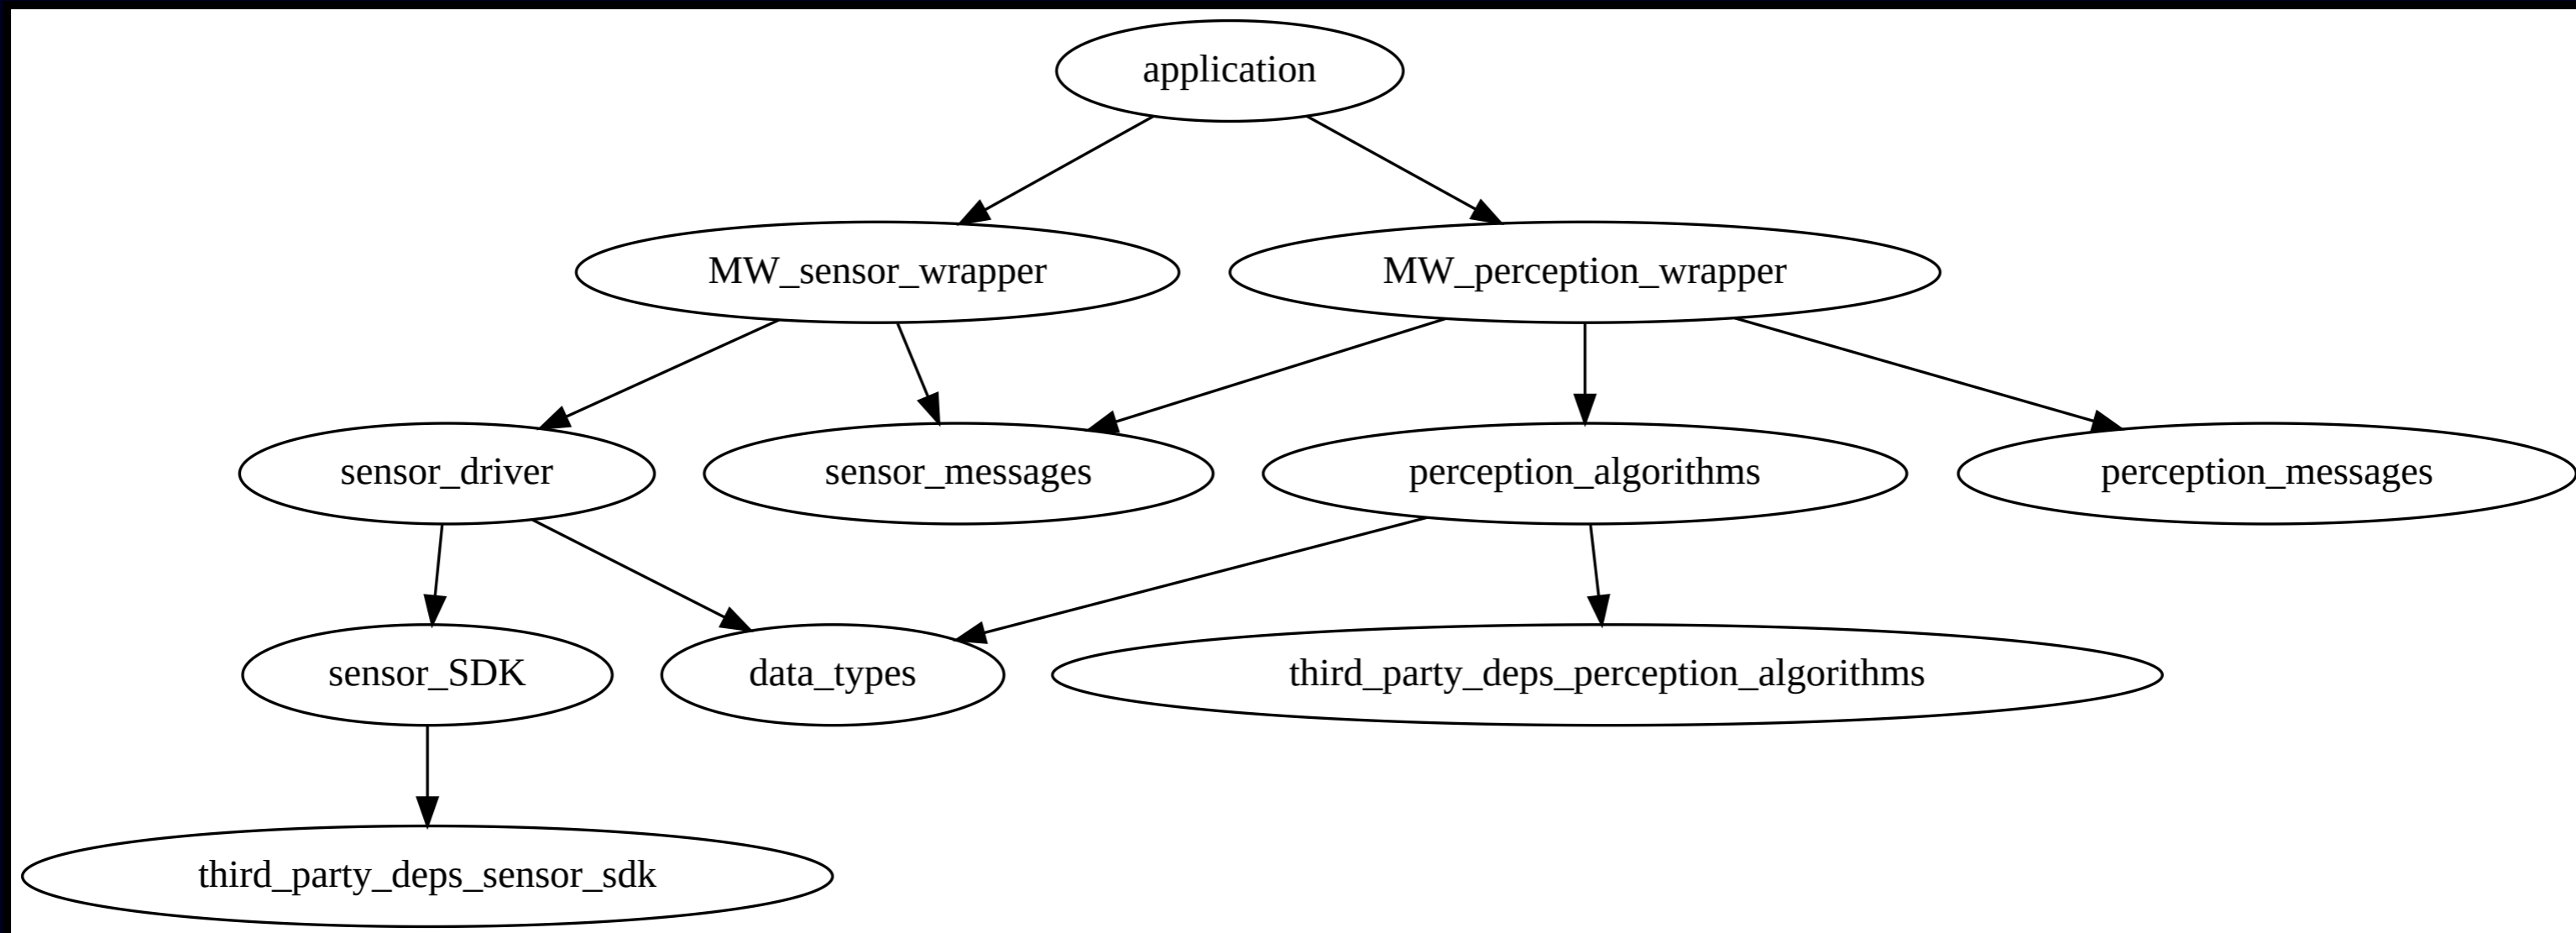 application
MW_sensor_wrapper
MW_perception_wrapper
sensor_driver
sensor_messages
perception_algorithms
perception_messages
sensor_SDK
data_types
third_party_deps_perception_algorithms
third_party_deps_sensor_sdk